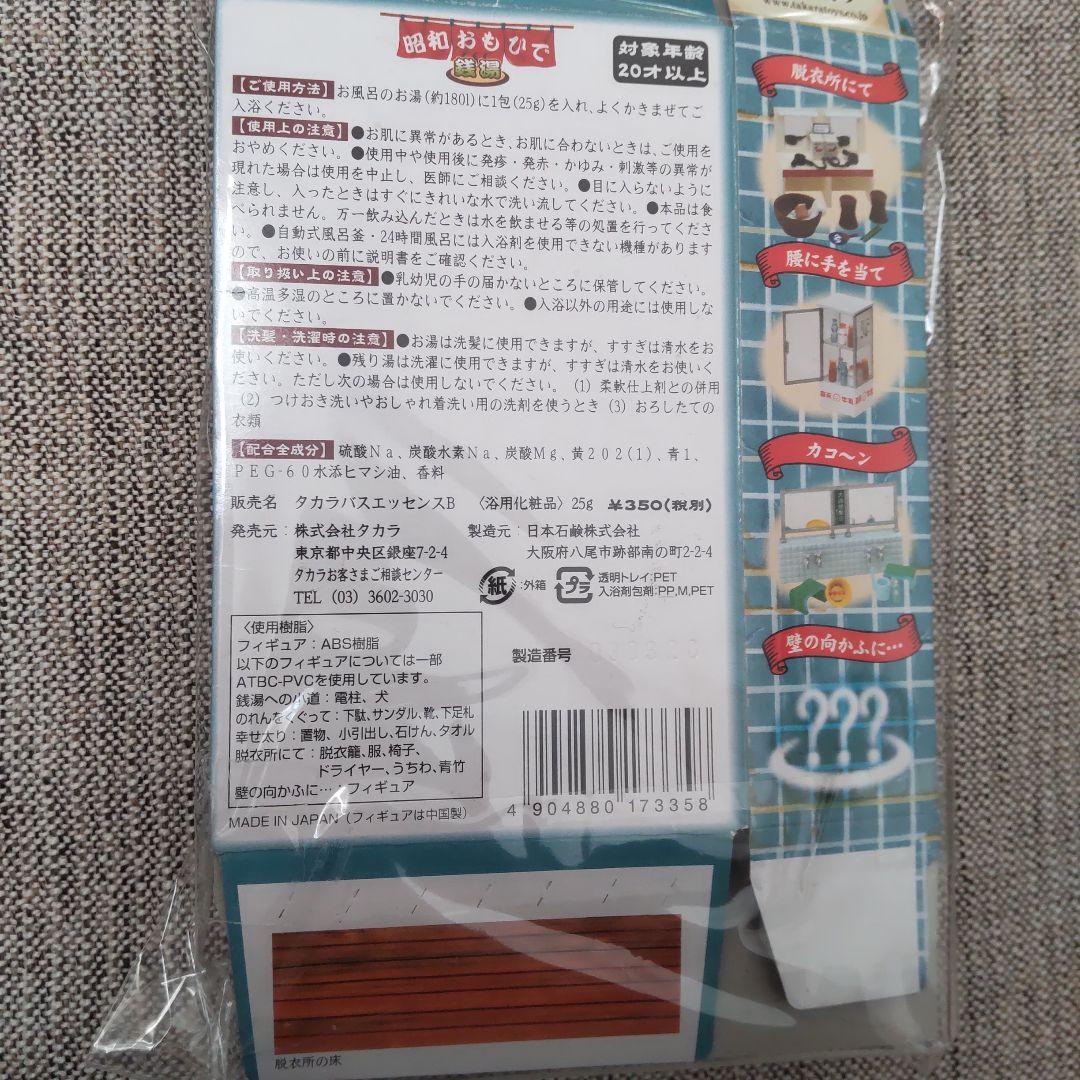 昭和おもひで
銭湯
対象年齢
20才以上
【ご使用方法】お風呂のお湯(約180l)に1包(25g)を入れ、よくかきまぜてご
入浴ください。
【使用上の注意】●お肌に異常があるとき、お肌に合わないときは、ご使用を
おやめください。●使用中や使用後に発疹・発赤・かゆみ・刺激等の異常が
現れた場合は使用を中止し、医師にご相談ください。●目に入らないように
注意し、入ったときはすぐにきれいな水で洗い流してください。●本品は食
べられません。万一飲み込んだときは水を飲ませる等の処置を行ってくださ
い。●自動式風呂釜・24時間風呂には入浴剤を使用できない機種があります
ので、お使いの前に説明書をご確認ください。
【取り扱い上の注意】●乳幼児の手の届かないところに保管してください。
●高温多湿のところに置かないでください。●入浴以外の用途には使用しな
いでください。
【洗髪・洗濯時の注意】●お湯は洗髪に使用できますが、すすぎは清水をお
使いください。●残り湯は洗濯に使用できますが、すすぎは清水をお使いく
ださい。ただし次の場合は使用しないでください。(1) 柔軟仕上剤との併用
(2) つけおき洗いやおしゃれ着洗い用の洗剤を使うとき (3) おろしたての
衣類
【配合全成分】硫酸Na、炭酸水素Na、炭酸Mg、黄202(1)、青1、
PEG-60水添ヒマシ油、香料
販売名 タカラバスエッセンスB 〈浴用化粧品〉25g ¥350(税別)
発売元:株式会社タカラ
東京都中央区銀座7-2-4
タカラお客さまご相談センター
TEL (03) 3602-3030
製造元:日本石鹸株式会社
大阪府八尾市跡部南の町2-2-4
紙 :外箱
プラ 透明トレイ:PET
入浴剤包剤:PP,M,PET
〈使用樹脂〉
フィギュア:ABS樹脂
以下のフィギュアについては一部
ATBC-PVCを使用しています。
銭湯への小道:電柱、犬
のれんをくぐって:下駄、サンダル、靴、下足札
幸せ太り:置物、小引出し、石けん、タオル
脱衣所にて:脱衣籠、服、椅子、
ドライヤー、うちわ、青竹
壁の向かふに…:フィギュア
MADE IN JAPAN (フィギュアは中国製)
製造番号
4 904880 173358
脱衣所の床
www.takaratoys.co.jp
脱衣所にて
腰に手を当て
カコ〜ン
壁の向かふに…
???